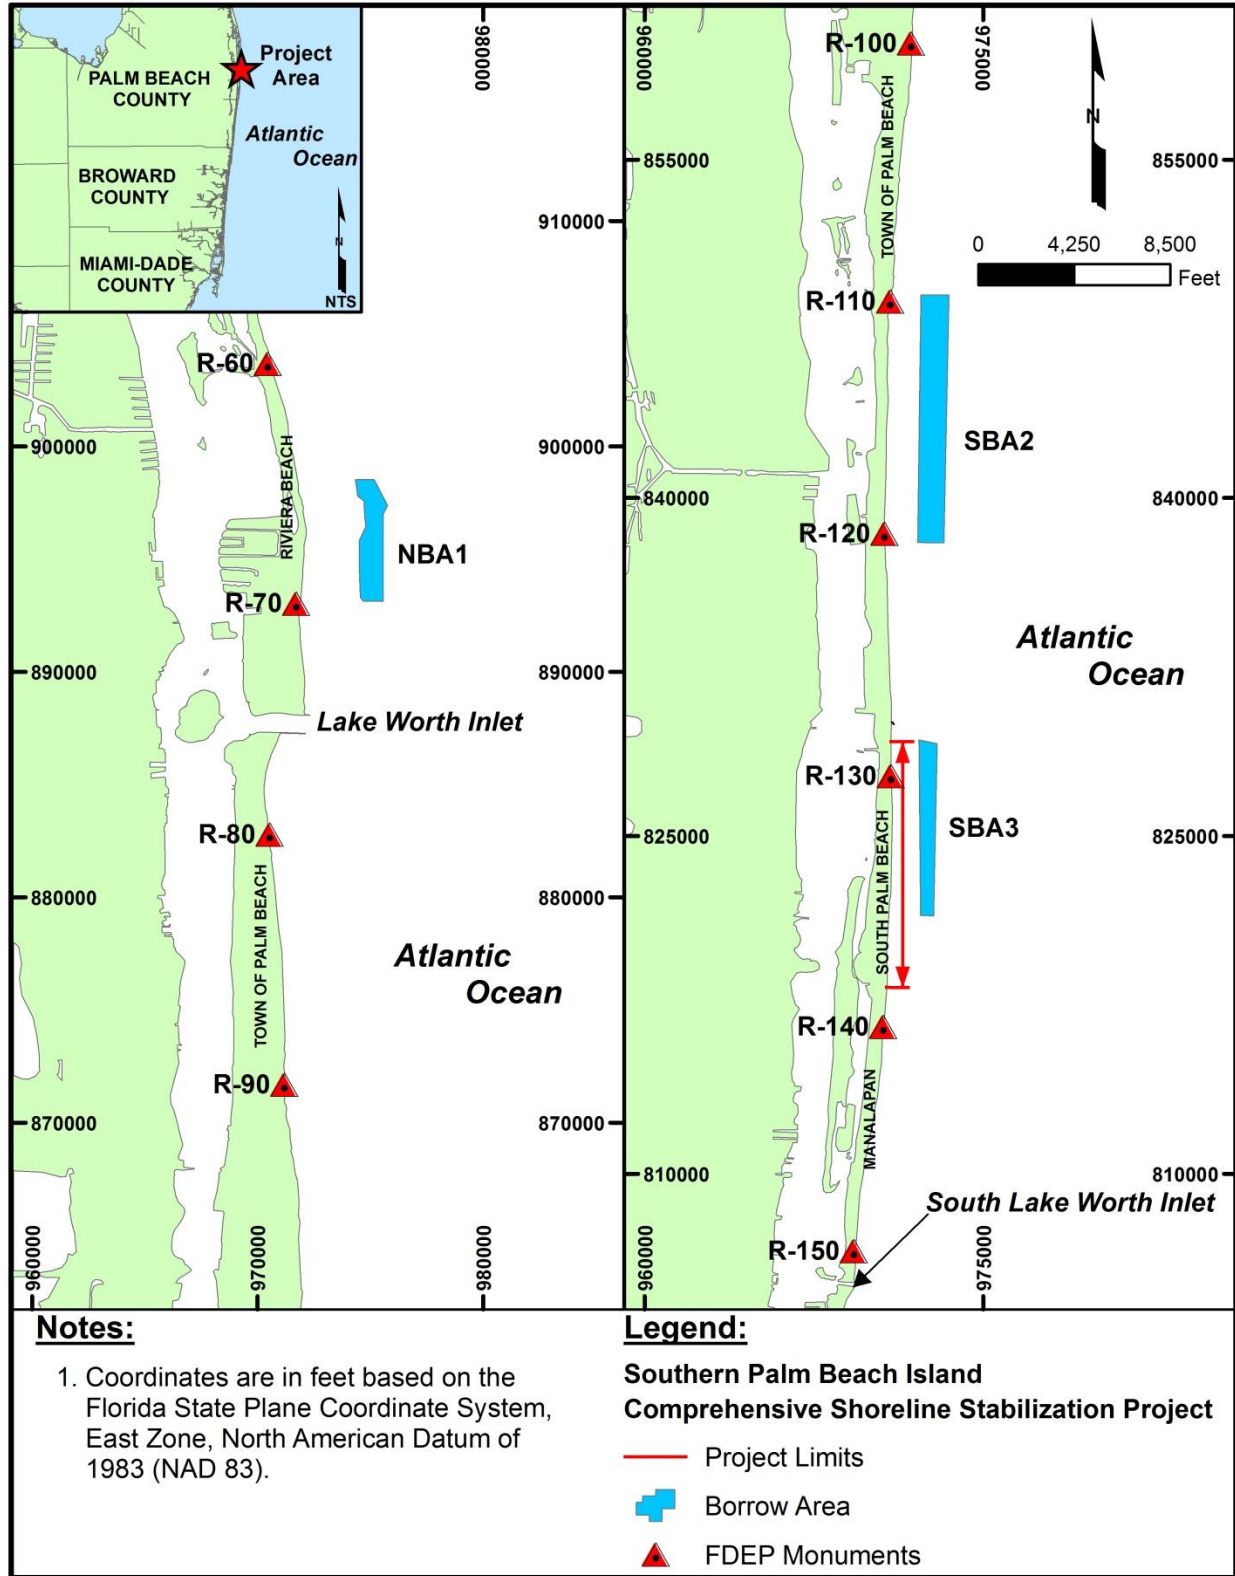 PALM BEACH
COUNTY
Project
Area
Atlantic
Ocean
BROWARD
COUNTY
MIAMI-DADE
COUNTY
N
NTS
980000
910000
R-60
900000
900000
RIVIERA BEACH
NBA1
R-70
890000
890000
Lake Worth Inlet
R-80
880000
880000
TOWN OF PALM BEACH
Atlantic
Ocean
R-90
870000
870000
960000
970000
980000
960000
R-100
975000
N
855000
855000
TOWN OF PALM BEACH
0 4,250 8,500
Feet
R-110
SBA2
840000
840000
R-120
Atlantic
Ocean
R-130
SBA3
825000
825000
SOUTH PALM BEACH
R-140
MANALAPAN
810000
810000
South Lake Worth Inlet
R-150
960000
975000
Notes:
1. Coordinates are in feet based on the
Florida State Plane Coordinate System,
East Zone, North American Datum of
1983 (NAD 83).
Legend:
Southern Palm Beach Island
Comprehensive Shoreline Stabilization Project
Project Limits
Borrow Area
FDEP Monuments